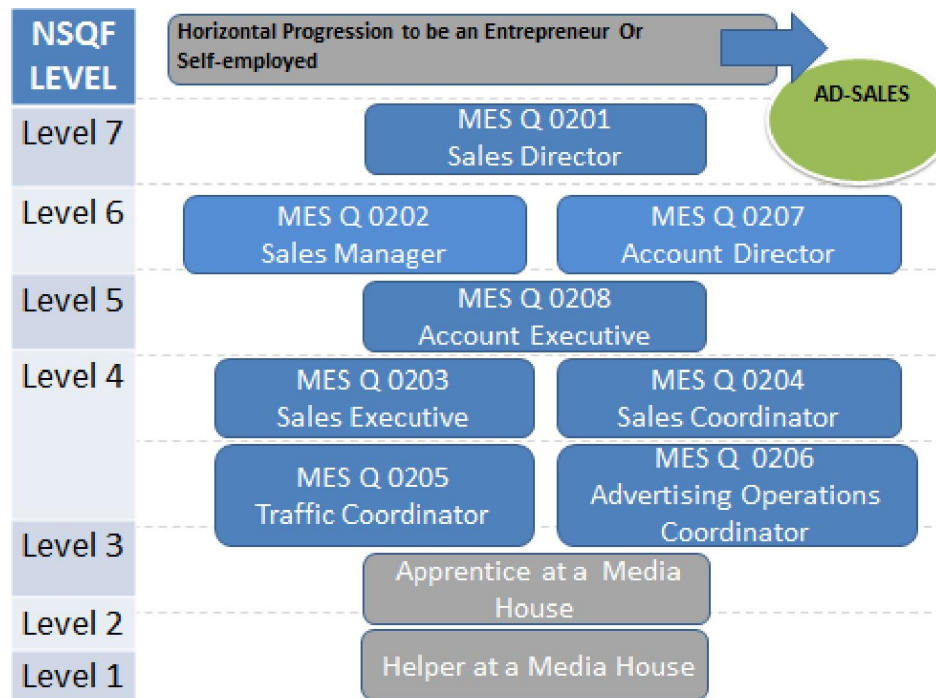 NSQF
LEVEL
Horizontal Progression to be an Entrepreneur Or
Self-employed
AD-SALES
Level 7
MES Q 0201
Sales Director
Level 6
MES Q 0202
Sales Manager
MES Q 0207
Account Director
Level 5
MES Q 0208
Account Executive
Level 4
MES Q 0203
Sales Executive
MES Q 0204
Sales Coordinator
MES Q 0205
Traffic Coordinator
MES Q 0206
Advertising Operations
Coordinator
Level 3
Apprentice at a Media
House
Level 2
Level 1
Helper at a Media House